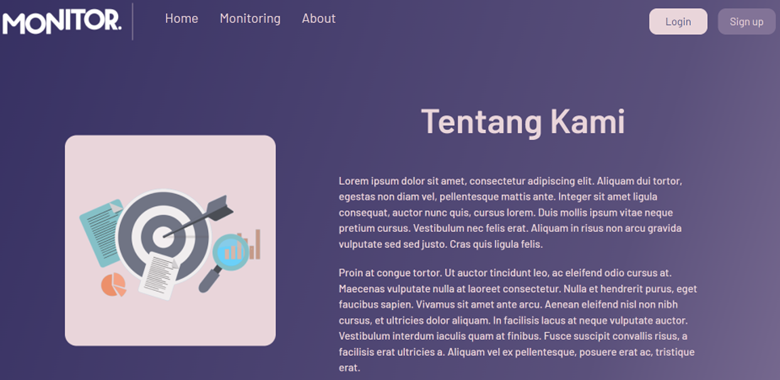 MONITOR.
Home Monitoring About
Login Sign up
Tentang Kami
Lorem ipsum dolor sit amet, consectetur adipiscing elit. Aliquam dui tortor,
egestas non diam vel, pellentesque mattis ante. Integer sit amet ligula
consequat, auctor nunc quis, cursus lorem. Duis mollis ipsum vitae neque
pretium cursus. Vestibulum nec felis erat. Aliquam in risus non arcu gravida
vulputate sed sed justo. Cras quis ligula felis.
Proin at congue tortor. Ut auctor tincidunt leo, ac eleifend odio cursus at.
Maecenas vulputate nulla at laoreet consectetur. Nulla et hendrerit purus, eget
faucibus sapien. Vivamus sit amet ante arcu. Aenean eleifend nisl non nibh
cursus, et ultricies dolor aliquam. In facilisis lacus at neque vulputate auctor.
Vestibulum interdum iaculis quam at finibus. Fusce suscipit convallis risus, a
facilisis erat ultricies a. Aliquam vel ex pellentesque, posuere erat ac, tristique
erat.